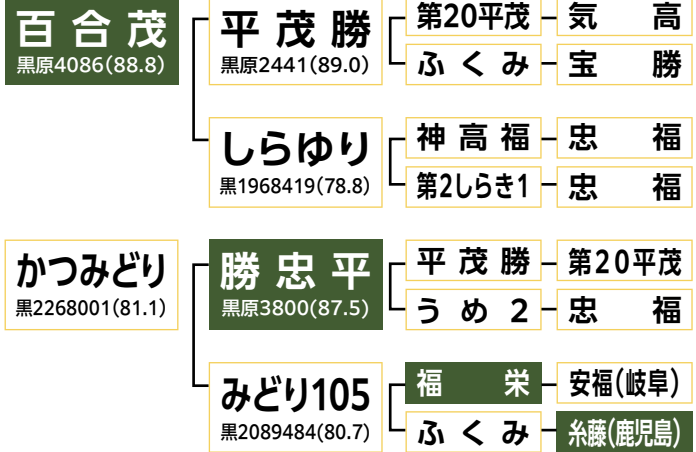 百合茂
黒原4086(88.8)
平茂勝
黒原2441(89.0)
第20平茂
気高
ふくみ
宝勝
しらゆり
黒1968419(78.8)
神高福
忠福
第2しらき1
忠福
かつみどり
黒2268001(81.1)
勝忠平
黒原3800(87.5)
平茂勝
第20平茂
うめ2
忠福
みどり105
黒2089484(80.7)
福栄
安福(岐阜)
ふくみ
糸藤(鹿児島)